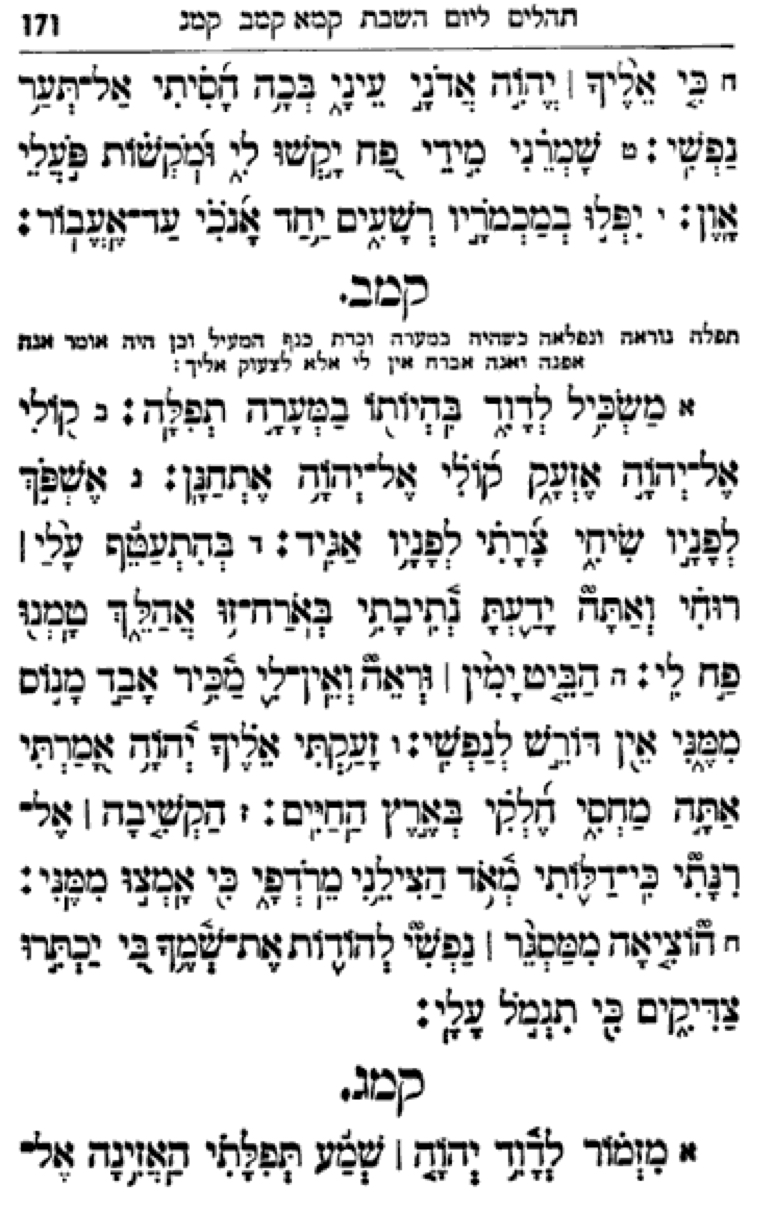 תהלים ליום השבת קמא קמב קמג 171
ח כִּי אֵלֶיךָ | יֱהֹוִה אֲדֹנָי עֵינָי בְּכָה חָסִיתִי אַל־תְּעַר
נַפְשִׁי: ט שָׁמְרֵנִי מִידֵי פַח יָקְשׁוּ לִי וּמֹקְשׁוֹת פֹּעֲלֵי
אָוֶן: י יִפְּלוּ בְמַכְמֹרָיו רְשָׁעִים יַחַד אָנֹכִי עַד־אֶעֱבוֹר:
קמב.
תפלה נוראה ונפלאה כשהיה במערה וכרת כנף המעיל וכן היה אומר אנה
אפנה ואנה אברח אין לי אלא לצעוק אליך:
א מַשְׂכִּיל לְדָוִד בִּהְיוֹתוֹ בַמְּעָרָה תְפִלָּה: ב קוֹלִי
אֶל־יְהֹוָה אֶזְעָק קוֹלִי אֶל־יְהֹוָה אֶתְחַנָּן: ג אֶשְׁפֹּךְ
לְפָנָיו שִׂיחִי צָרָתִי לְפָנָיו אַגִּיד: ד בְּהִתְעַטֵּף עָלַי |
רוּחִי וְאַתָּה יָדַעְתָּ נְתִיבָתִי בְּאֹרַח־זוּ אֲהַלֵּךְ טָמְנוּ
פַח לִי: ה הַבֵּיט יָמִין | וּרְאֵה וְאֵין־לִי מַכִּיר אָבַד מָנוֹס
מִמֶּנִּי אֵין דּוֹרֵשׁ לְנַפְשִׁי: ו זָעַקְתִּי אֵלֶיךָ יְהֹוָה אָמַרְתִּי
אַתָּה מַחְסִי חֶלְקִי בְּאֶרֶץ הַחַיִּים: ז הַקְשִׁיבָה | אֶל־
רִנָּתִי כִּי־דַלּוֹתִי מְאֹד הַצִּילֵנִי מֵרֹדְפַי כִּי אָמְצוּ מִמֶּנִּי:
ח הוֹצִיאָה מִמַּסְגֵּר | נַפְשִׁי לְהוֹדוֹת אֶת־שְׁמֶךָ בִּי יַכְתִּרוּ
צַדִּיקִים כִּי תִגְמֹל עָלָי:
קמג.
א מִזְמוֹר לְדָוִד יְהֹוָה | שְׁמַע תְּפִלָּתִי הַאֲזִינָה אֶל־